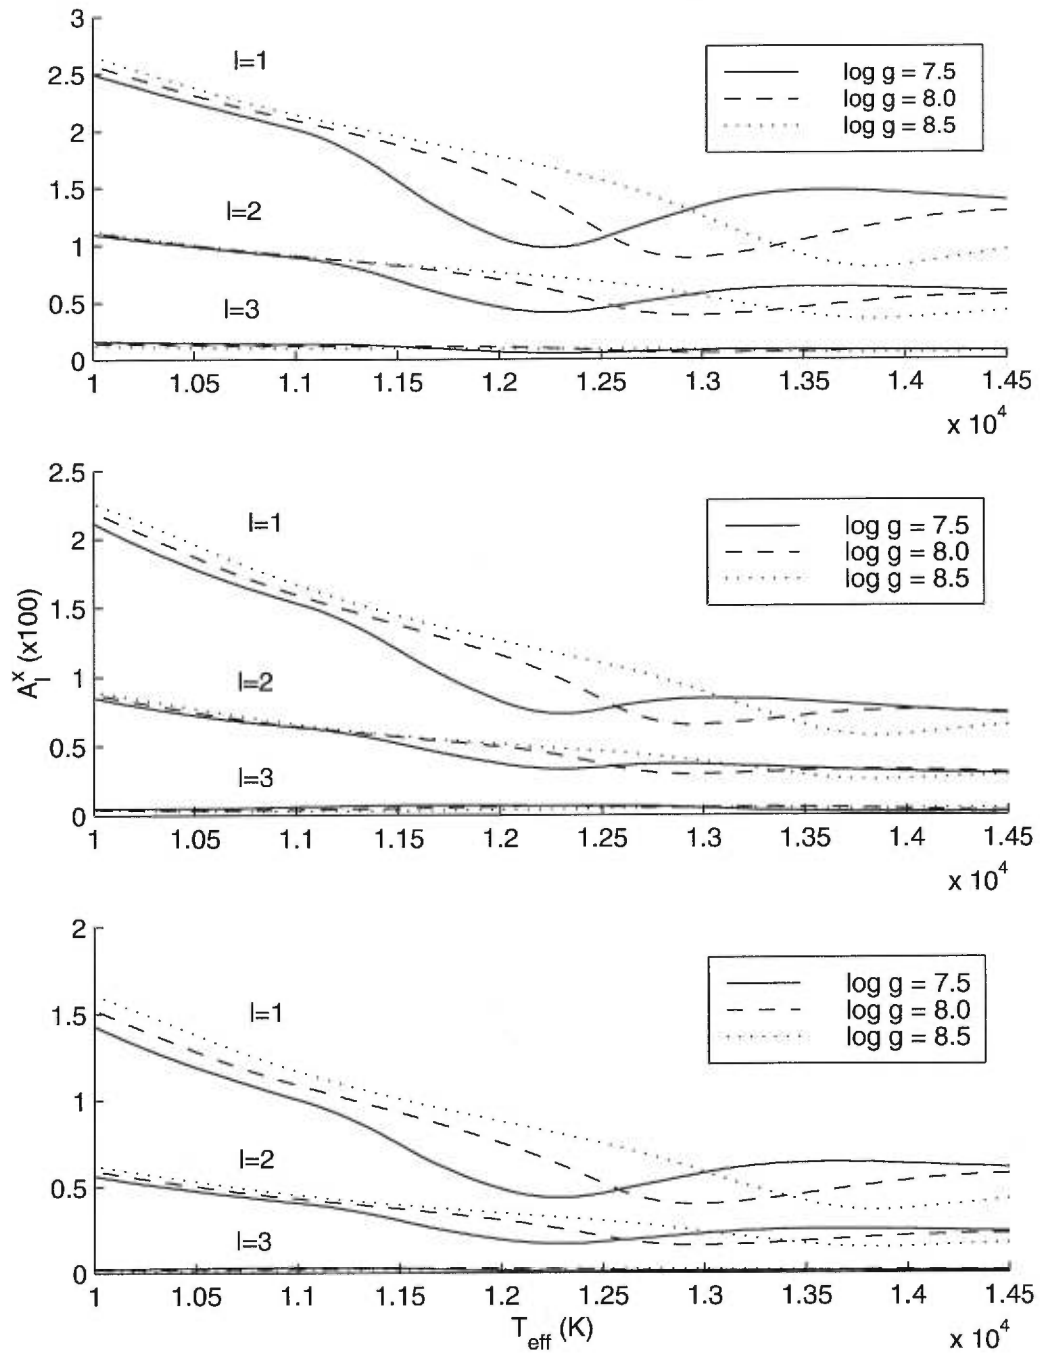 3
2.5
2
1.5
1
0.5
0
l=1
l=2
l=3
log g = 7.5
log g = 8.0
log g = 8.5
1 1.05 1.1 1.15 1.2 1.25 1.3 1.35 1.4 1.45
x 10^4
2.5
2
1.5
1
0.5
0
A_l^x (x100)
l=1
l=2
l=3
log g = 7.5
log g = 8.0
log g = 8.5
1 1.05 1.1 1.15 1.2 1.25 1.3 1.35 1.4 1.45
x 10^4
2
1.5
1
0.5
0
l=1
l=2
l=3
log g = 7.5
log g = 8.0
log g = 8.5
1 1.05 1.1 1.15 1.2 1.25 1.3 1.35 1.4 1.45
T_eff (K)
x 10^4